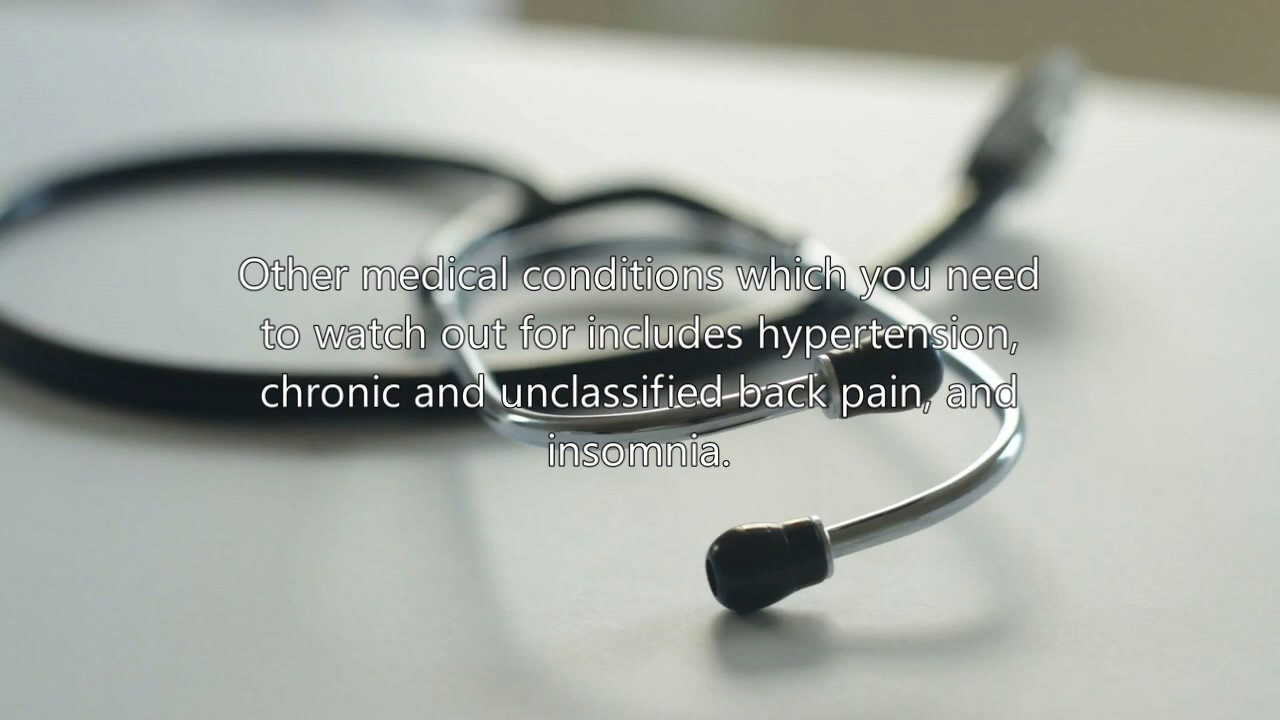 Other medical conditions which you need
to watch out for includes hypertension,
chronic and unclassified back pain, and
insomnia.